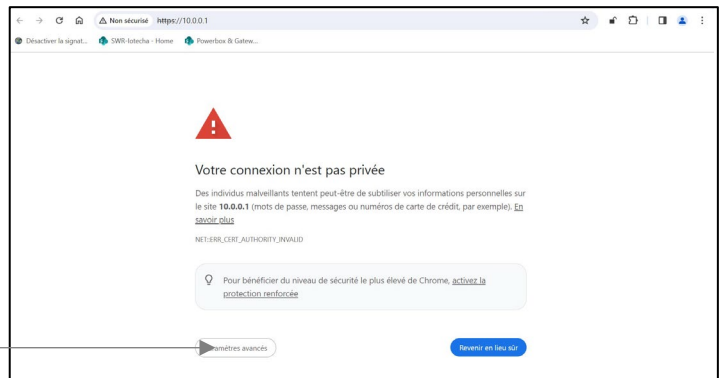 Non sécurisé https://10.0.0.1
Désactiver la signat... SWR-Iotecha - Home Powerbox & Gatew...
Votre connexion n'est pas privée
Des individus malveillants tentent peut-être de subtiliser vos informations personnelles sur
le site 10.0.0.1 (mots de passe, messages ou numéros de carte de crédit, par exemple). En
savoir plus
NET::ERR_CERT_AUTHORITY_INVALID
Pour bénéficier du niveau de sécurité le plus élevé de Chrome, activez la
protection renforcée
Paramètres avancés Revenir en lieu sûr